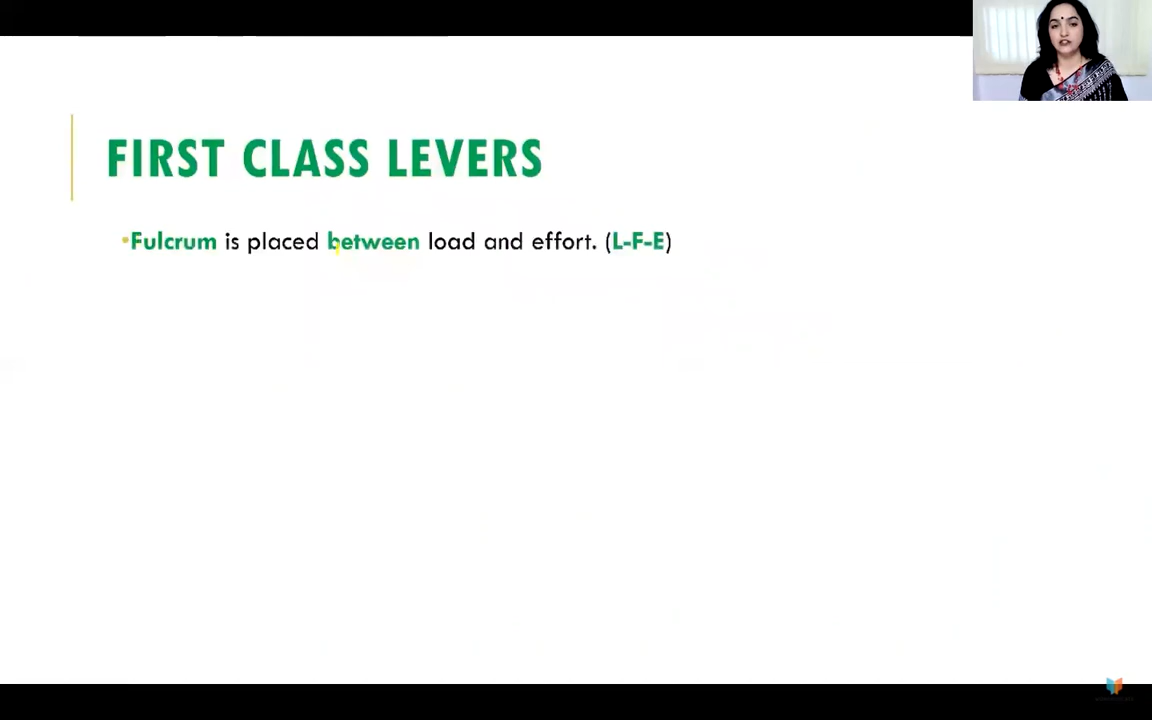 FIRST CLASS LEVERS
•Fulcrum is placed between load and effort. (L-F-E)